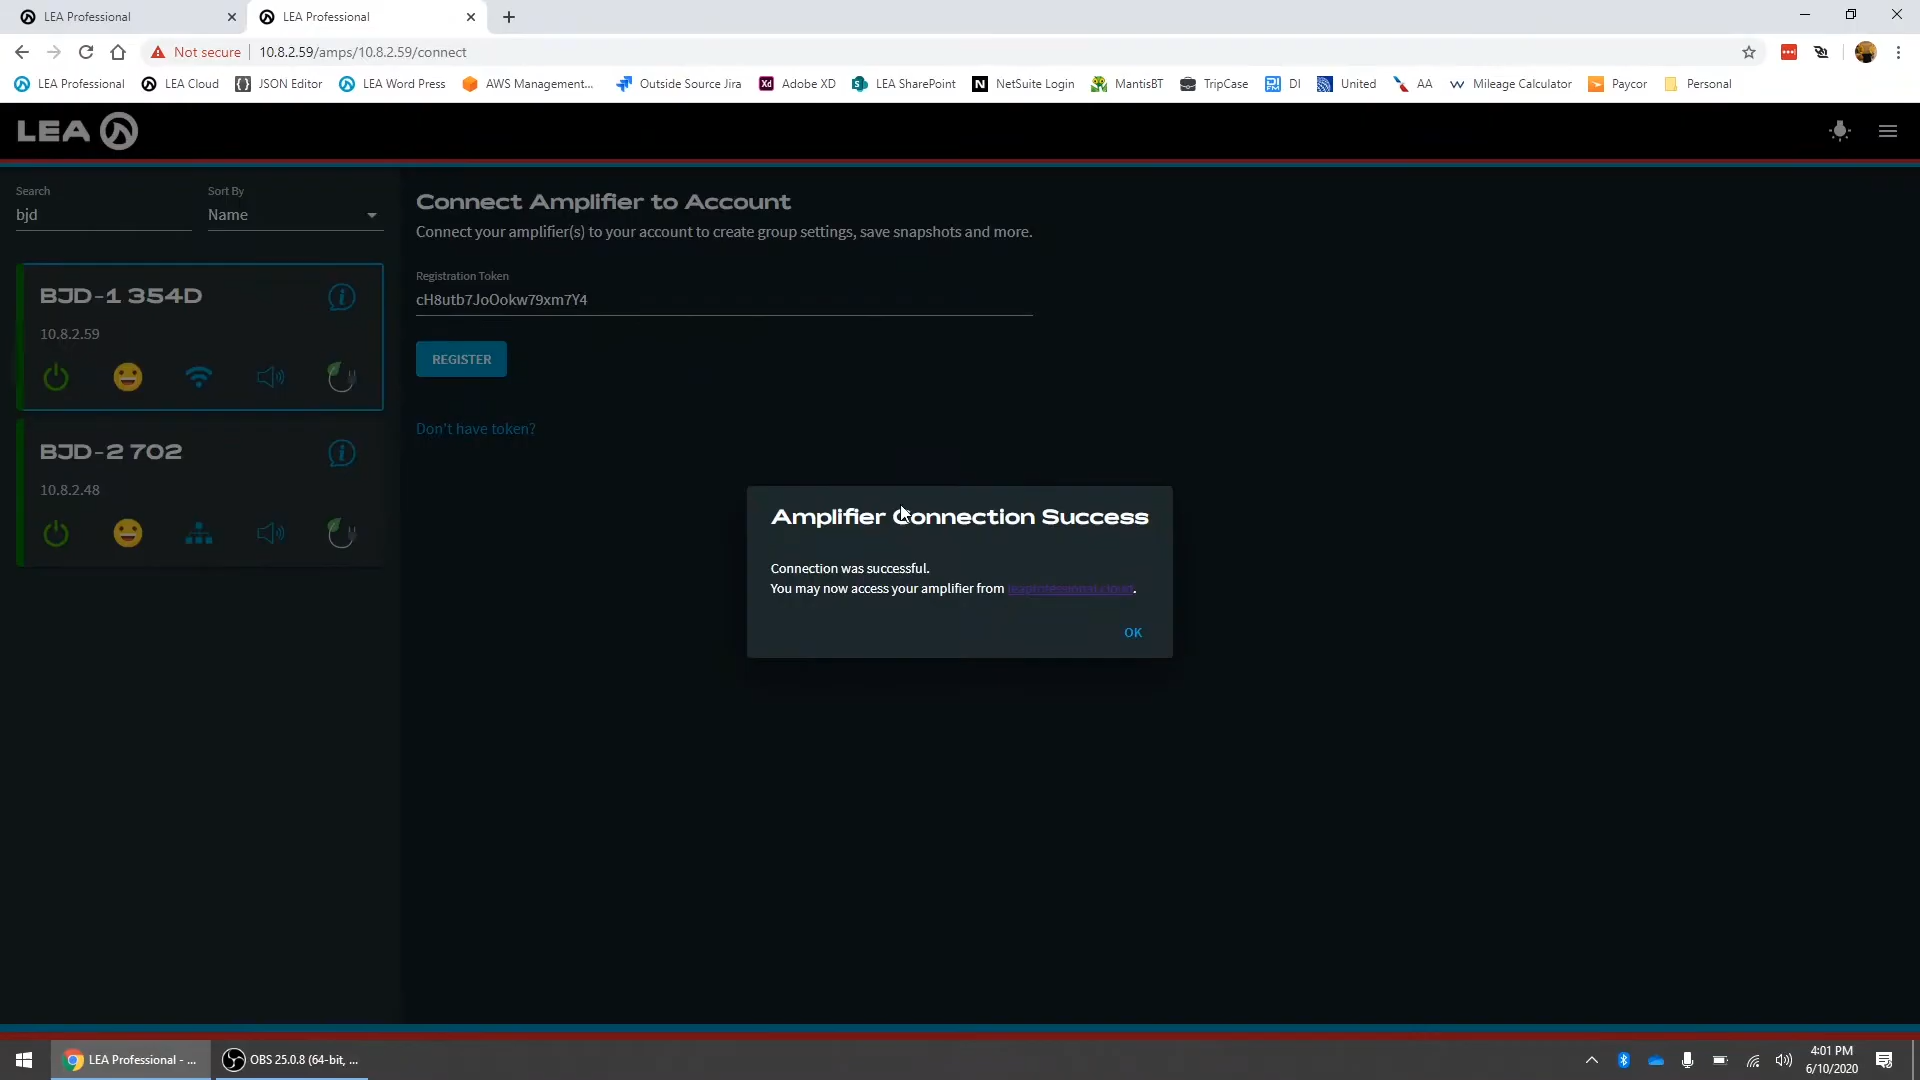 LEA Professional
LEA Professional
Not secure
10.8.2.59/amps/10.8.2.59/connect
LEA Professional
LEA Cloud
JSON Editor
LEA Word Press
AWS Management...
Outside Source Jira
Adobe XD
LEA SharePoint
NetSuite Login
MantisBT
TripCase
DI
United
AA
Mileage Calculator
Paycor
Personal
LEA
Search
bjd
Sort By
Name
BJD-1 354D
10.8.2.59
BJD-2 702
10.8.2.48
Connect Amplifier to Account
Connect your amplifier(s) to your account to create group settings, save snapshots and more.
Registration Token
cH8utb7JoOokw79xm7Y4
REGISTER
Don't have token?
Amplifier Connection Success
Connection was successful.
You may now access your amplifier from leaprofessional.cloud.
OK
LEA Professional - ...
OBS 25.0.8 (64-bit, ...
4:01 PM
6/10/2020